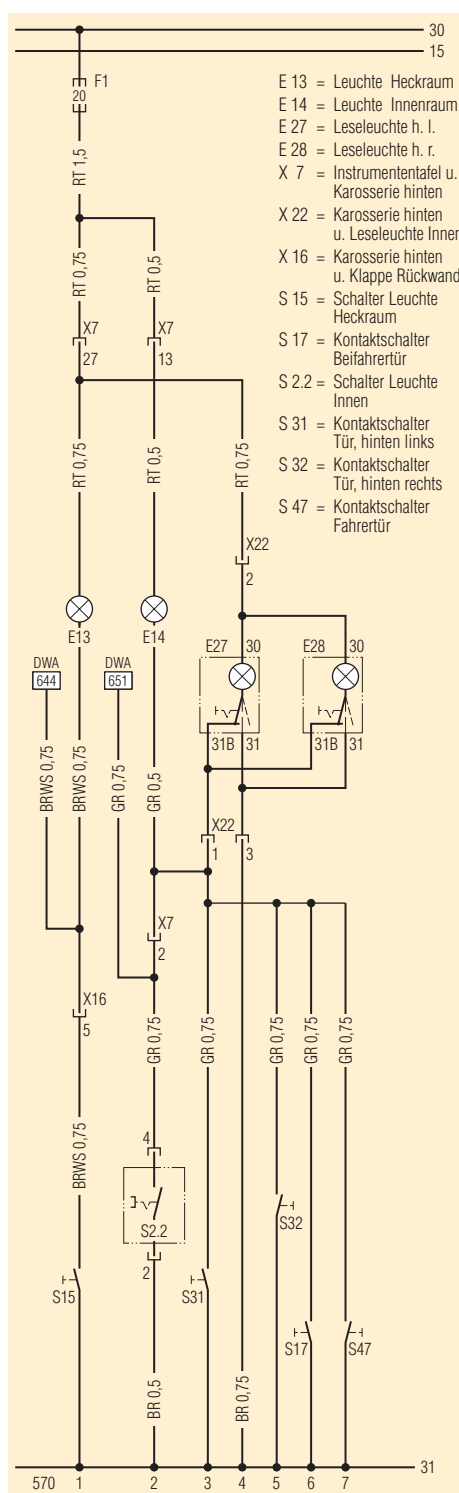 30
15
F1
20
RT 1,5
E 13 = Leuchte Heckraum
E 14 = Leuchte Innenraum
E 27 = Leseleuchte h. l.
E 28 = Leseleuchte h. r.
X 7 = Instrumententafel u.
Karosserie hinten
X 22 = Karosserie hinten
u. Leseleuchte Innen
X 16 = Karosserie hinten
u. Klappe Rückwand
S 15 = Schalter Leuchte
Heckraum
S 17 = Kontaktschalter
Beifahrertür
S 2.2 = Schalter Leuchte
Innen
S 31 = Kontaktschalter
Tür, hinten links
S 32 = Kontaktschalter
Tür, hinten rechts
S 47 = Kontaktschalter
Fahrertür
RT 0,75
RT 0,5
X7
27
X7
13
RT 0,75
RT 0,5
RT 0,75
X22
2
E13
E14
E27 30
E28 30
DWA
644
DWA
651
31B 31
31B 31
BRWS 0,75
BRWS 0,75
GR 0,75
GR 0,5
X22
1
3
X7
2
X16
5
GR 0,75
GR 0,75
GR 0,75
GR 0,75
GR 0,75
BRWS 0,75
4
S2.2
2
S32
S15
S31
S17
S47
BR 0,5
BR 0,75
31
570 1 2 3 4 5 6 7